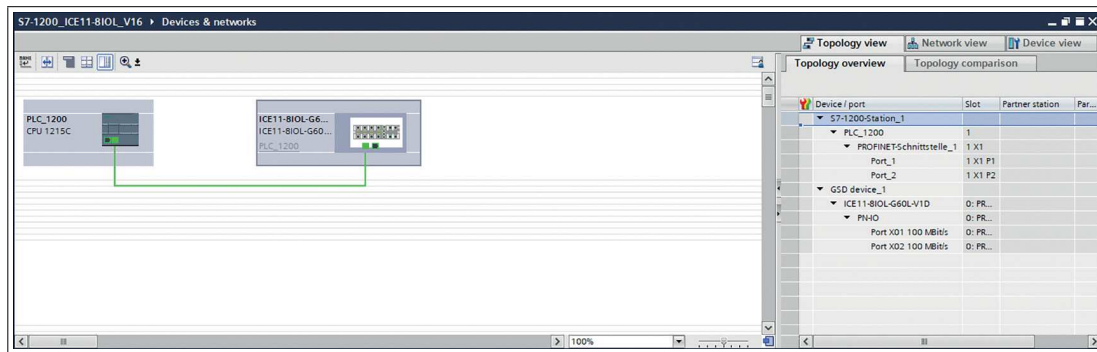 S7-1200_ICE11-8IOL_V16 ▸ Devices & networks
Topology view Network view Device view
Topology overview Topology comparison
PLC_1200
CPU 1215C
ICE11-8IOL-G6...
ICE11-8IOL-G60...
PLC_1200
Device / port Slot Partner station Par...
S7-1200-Station_1
PLC_1200 1
PROFINET-Schnittstelle_1 1 X1
Port_1 1 X1 P1
Port_2 1 X1 P2
GSD device_1
ICE11-8IOL-G60L-V1D 0: PR...
PN-IO 0: PR...
Port X01 100 MBit/s 0: PR...
Port X02 100 MBit/s 0: PR...
100%